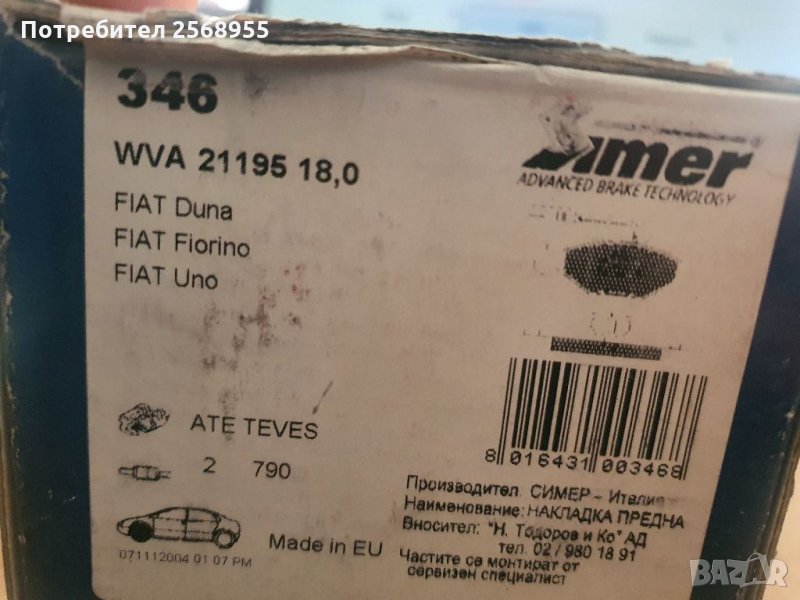 Потребител 2568955
346
Simer®
ADVANCED BRAKE TECHNOLOGY
WVA 21195 18,0
FIAT Duna
FIAT Fiorino
FIAT Uno
ATE TEVES
2 790
8 016431 003468
Производител: СИМЕР - Италия
Наименование: НАКЛАДКА ПРЕДНА
Вносител: "Н. Тодоров и Ко" АД
тел. 02 / 980 18 91
Частите се монтират от
сервизен специалист
Made in EU
071112004 01 07 PM
BAZAR